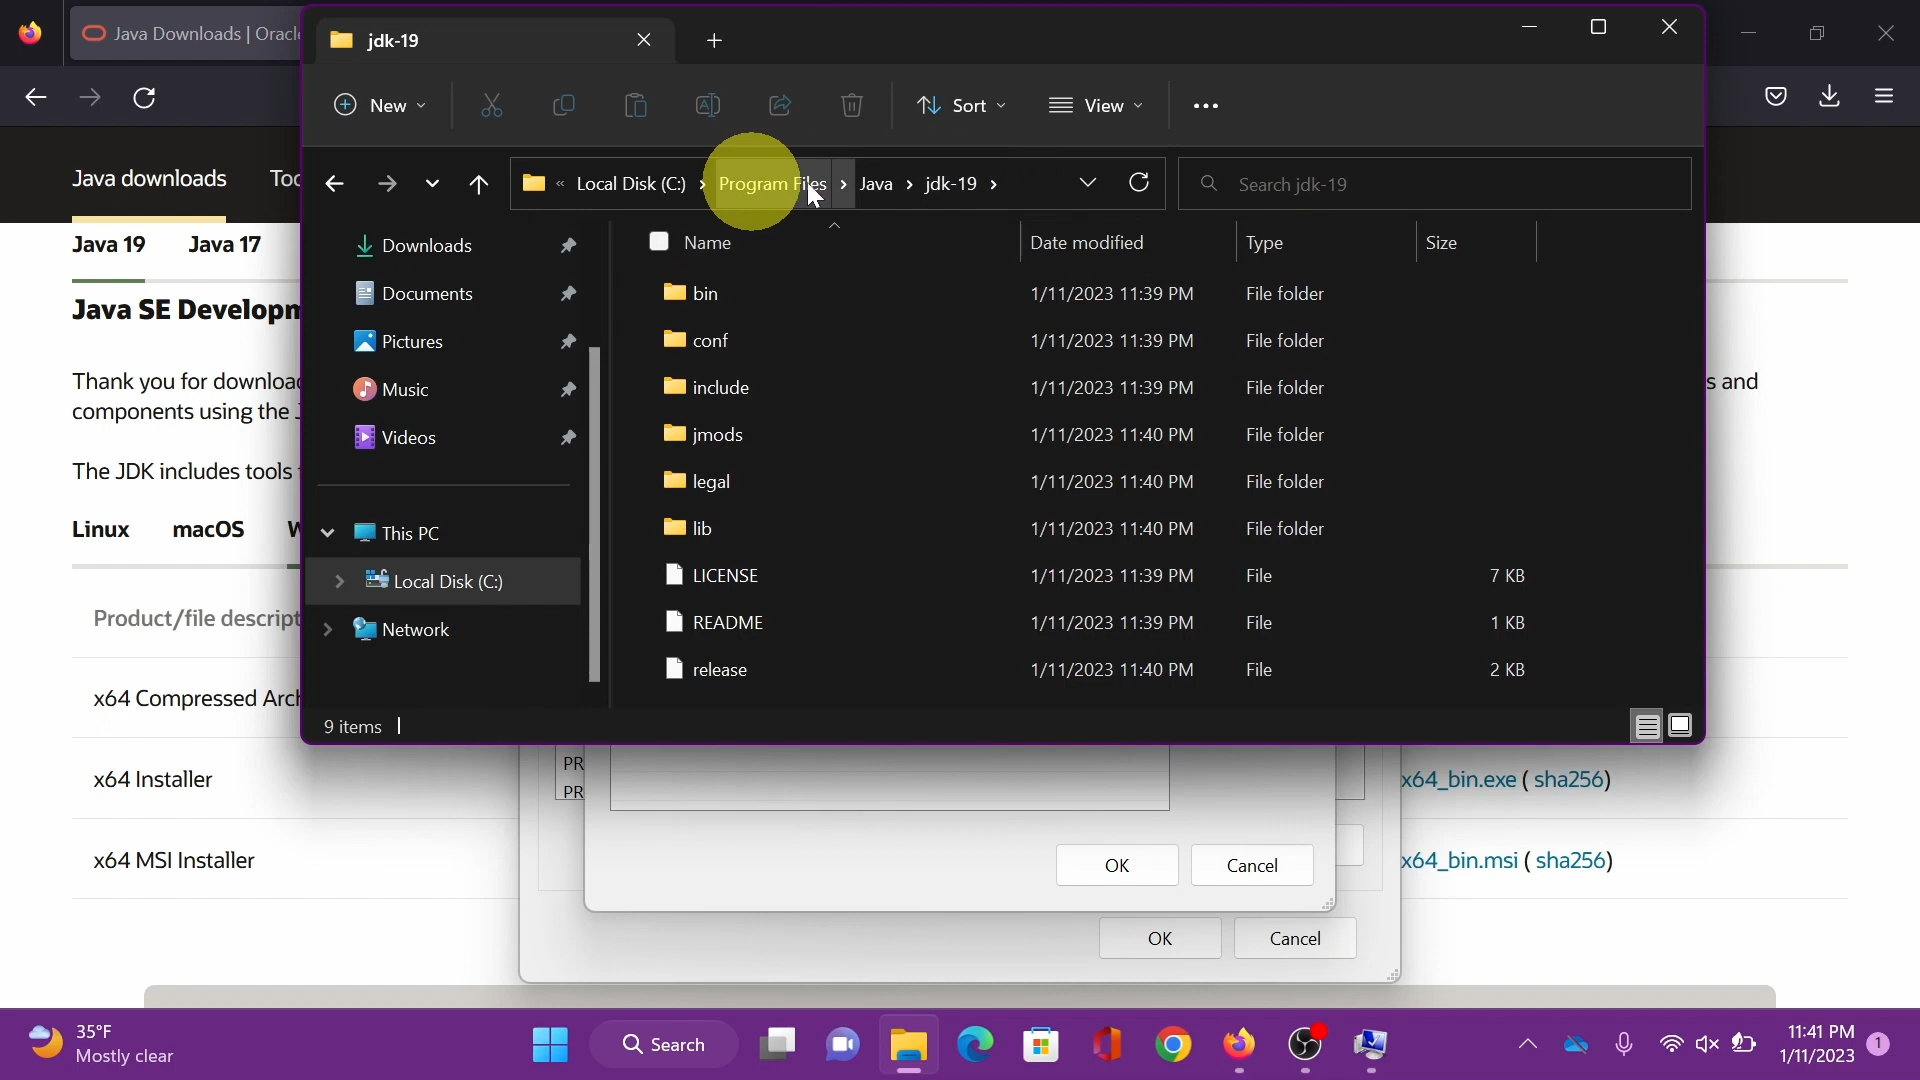 Java Downloads | Oracl
jdk-19
New
Sort
View
Local Disk (C:) Program Files Java jdk-19
Search jdk-19
Java downloads
Java 19 Java 17
Java SE Developm
Thank you for downloa
components using the J
s and
The JDK includes tools
Linux macOS W
Product/file descript
x64 Compressed Arch
x64 Installer
x64_bin.exe ( sha256)
x64 MSI Installer
x64_bin.msi ( sha256)
Downloads
Documents
Pictures
Music
Videos
This PC
Local Disk (C:)
Network
Name Date modified Type Size
bin 1/11/2023 11:39 PM File folder
conf 1/11/2023 11:39 PM File folder
include 1/11/2023 11:39 PM File folder
jmods 1/11/2023 11:40 PM File folder
legal 1/11/2023 11:40 PM File folder
lib 1/11/2023 11:40 PM File folder
LICENSE 1/11/2023 11:39 PM File 7 KB
README 1/11/2023 11:39 PM File 1 KB
release 1/11/2023 11:40 PM File 2 KB
9 items
PR
PR
OK Cancel
OK Cancel
35°F
Mostly clear
Search
11:41 PM
1/11/2023
1